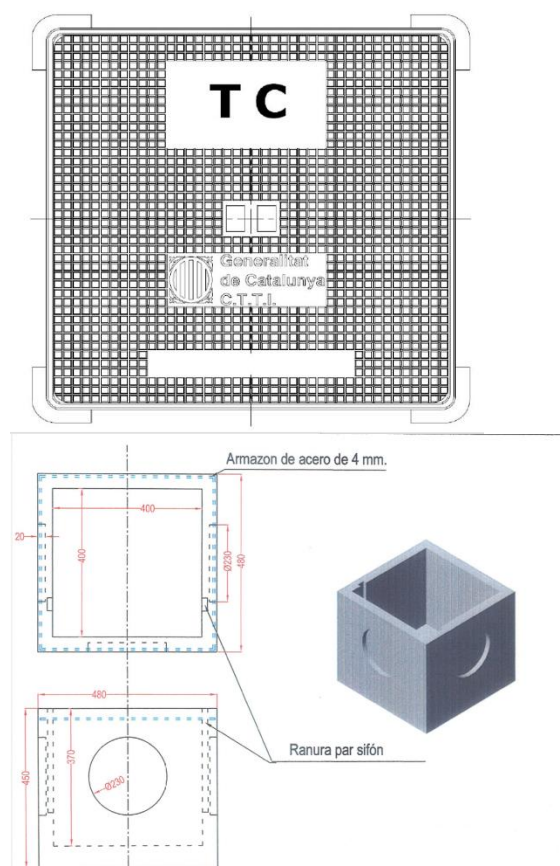 T C
Generalitat
de Catalunya
C.T.T.I.
Armazon de acero de 4 mm.
400
400
20
Ø230
480
480
Ranura par sifón
450
370
Ø230